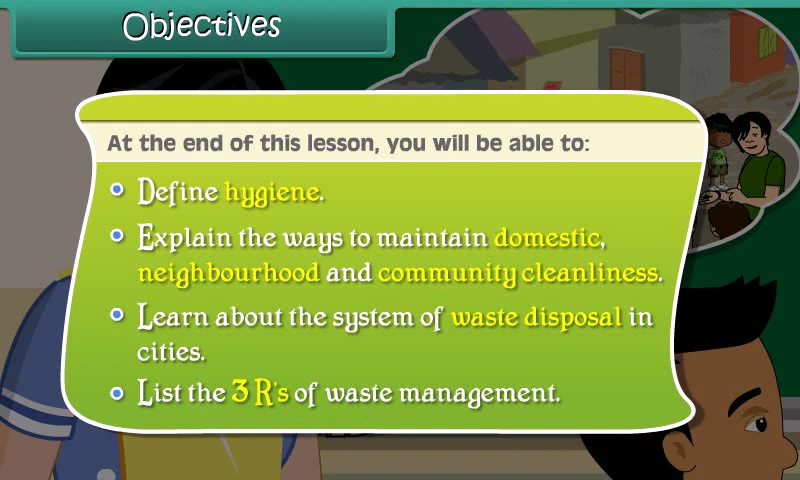 Objectives
At the end of this lesson, you will be able to:
Define hygiene.
Explain the ways to maintain domestic,
neighbourhood and community cleanliness.
Learn about the system of waste disposal in
cities.
List the 3 R's of waste management.